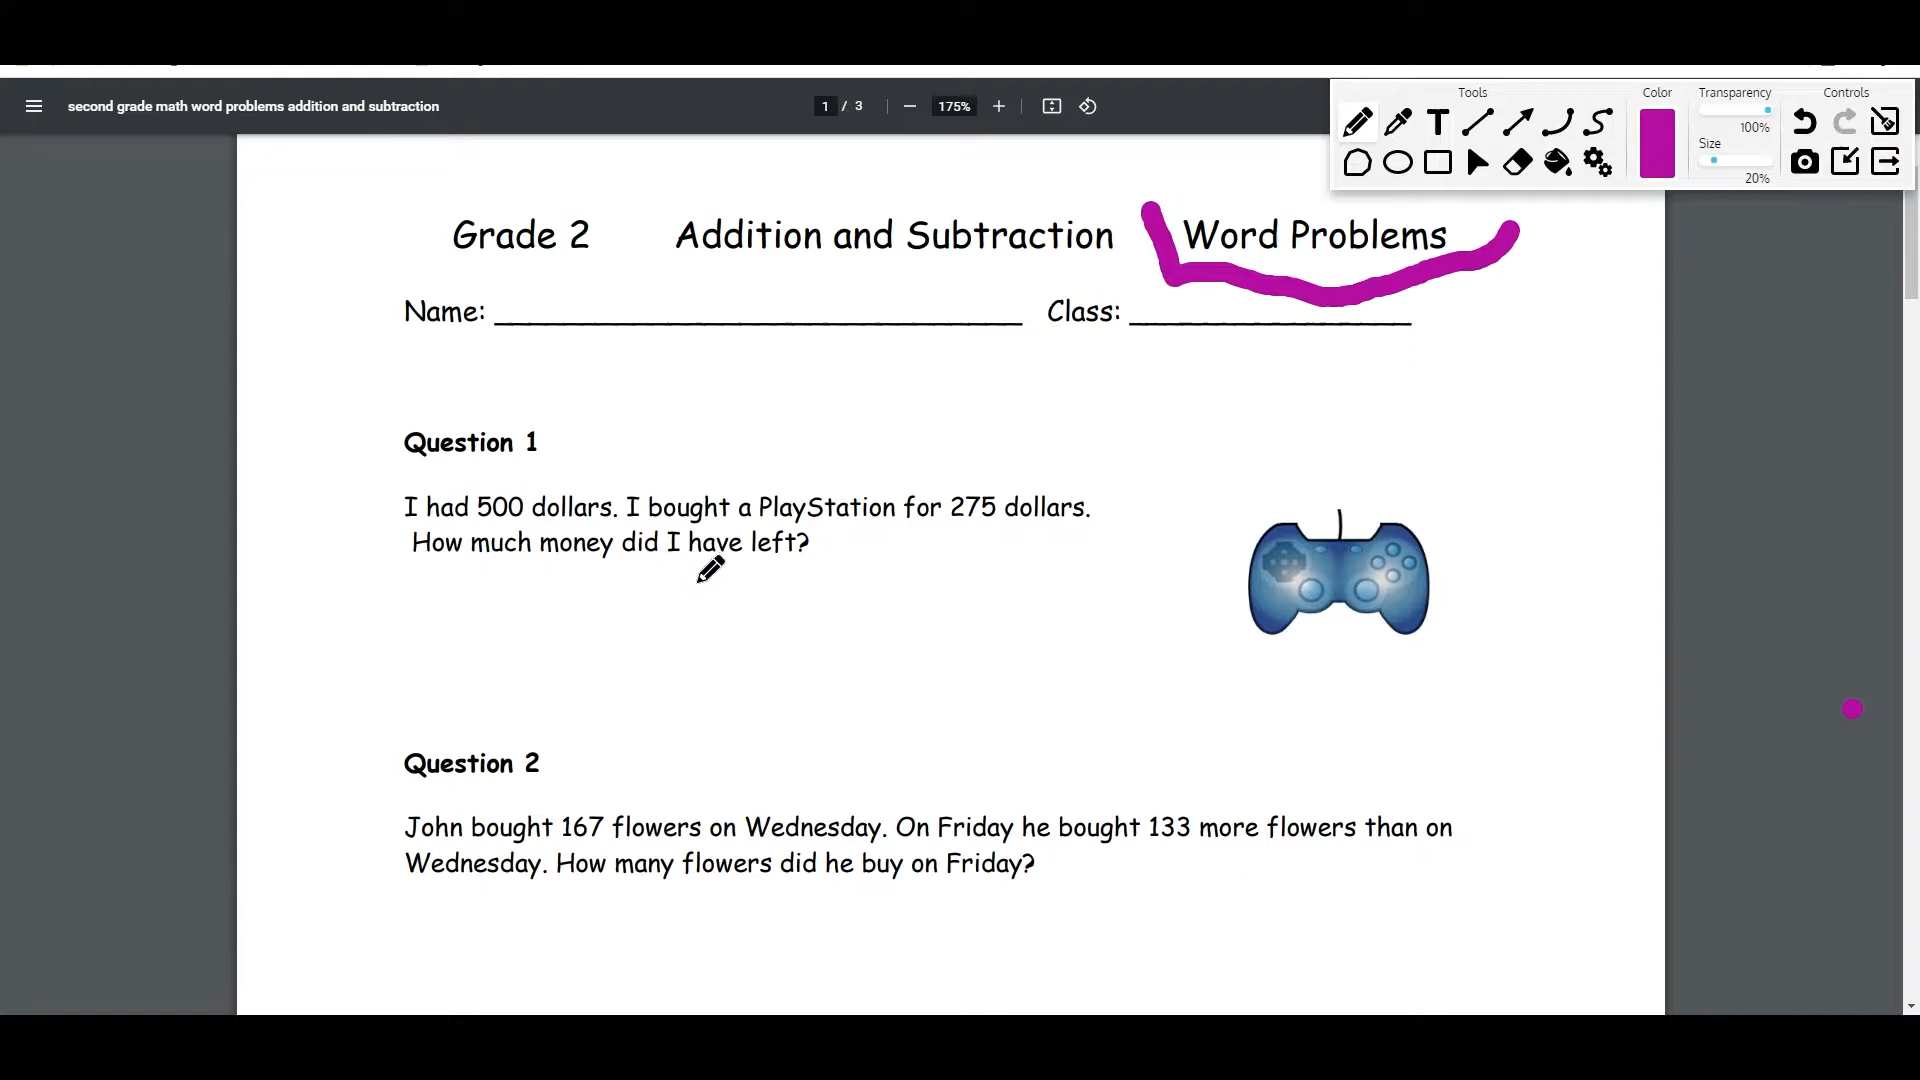 second grade math word problems addition and subtraction
1 / 3
175%
Tools
Color
Transparency
Controls
100%
Size
20%
Grade 2 Addition and Subtraction Word Problems
Name: ______________________________ Class: ________________
Question 1
I had 500 dollars. I bought a PlayStation for 275 dollars.
How much money did I have left?
Question 2
John bought 167 flowers on Wednesday. On Friday he bought 133 more flowers than on
Wednesday. How many flowers did he buy on Friday?